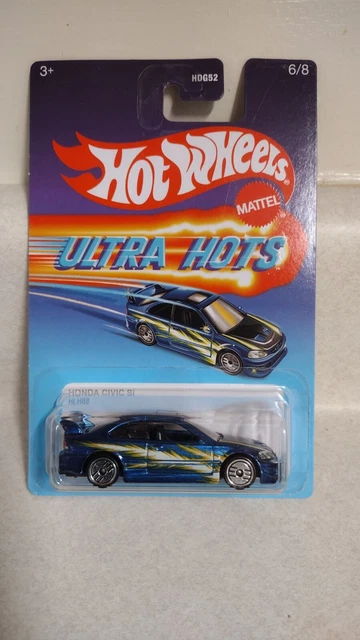 3+
HDG52
6/8
Hot Wheels
MATTEL
ULTRA HOTS
HONDA CIVIC Si